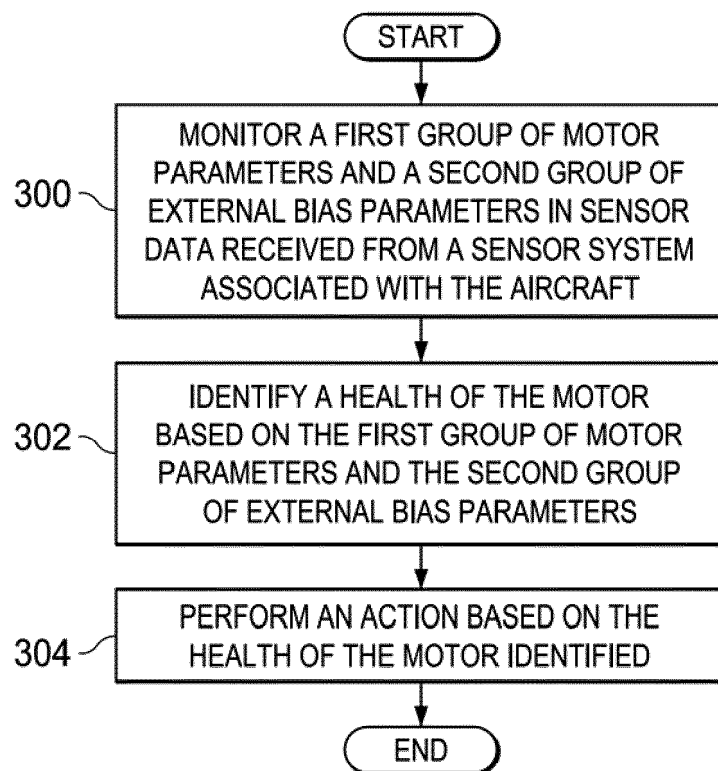 START
300
MONITOR A FIRST GROUP OF MOTOR
PARAMETERS AND A SECOND GROUP OF
EXTERNAL BIAS PARAMETERS IN SENSOR
DATA RECEIVED FROM A SENSOR SYSTEM
ASSOCIATED WITH THE AIRCRAFT
302
IDENTIFY A HEALTH OF THE MOTOR
BASED ON THE FIRST GROUP OF MOTOR
PARAMETERS AND THE SECOND GROUP
OF EXTERNAL BIAS PARAMETERS
304
PERFORM AN ACTION BASED ON THE
HEALTH OF THE MOTOR IDENTIFIED
END